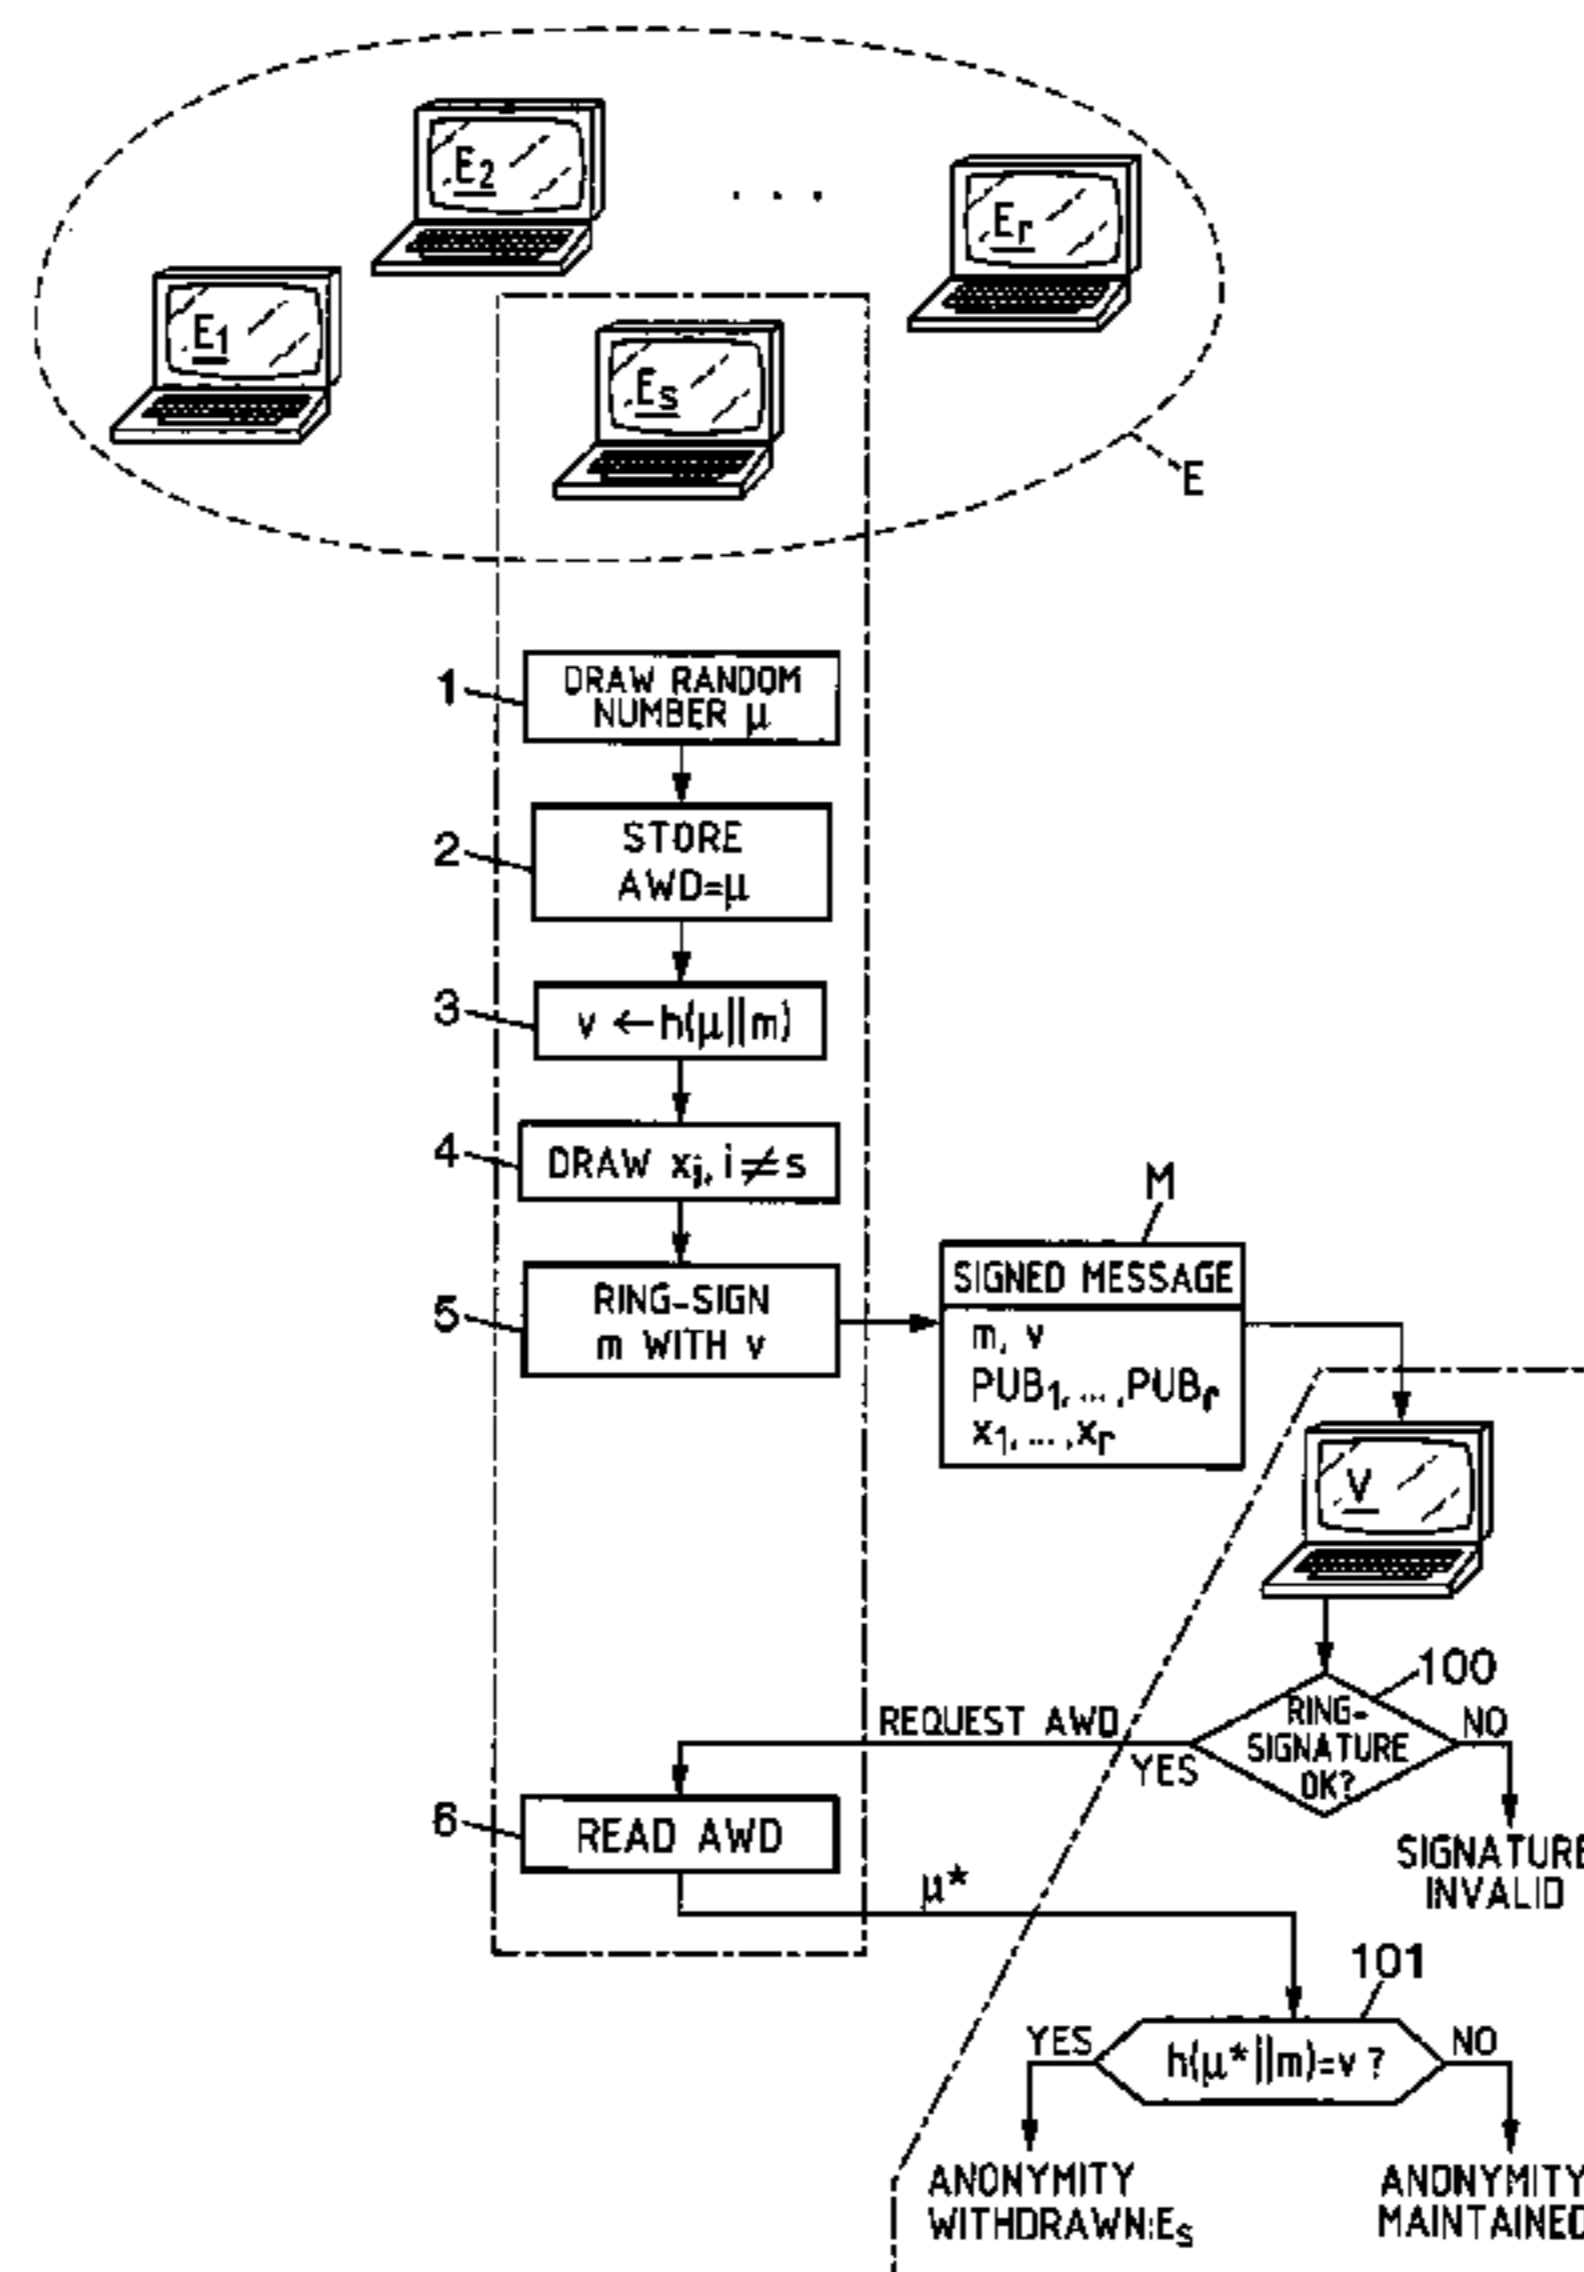 E2
. . .
Er
E1
Es
E
1
DRAW RANDOM
NUMBER μ
2
STORE
AWD=μ
3
v ← h(μ||m)
4
DRAW xi, i ≠ s
M
5
RING-SIGN
m WITH v
SIGNED MESSAGE
m, v
PUB1, ... ,PUBr
x1, ... ,xr
V
100
REQUEST AWD
YES
RING-
SIGNATURE
OK?
NO
6
READ AWD
SIGNATURE
INVALID
μ*
101
YES
h(μ*||m)=v ?
NO
ANONYMITY
WITHDRAWN:Es
ANONYMITY
MAINTAINED